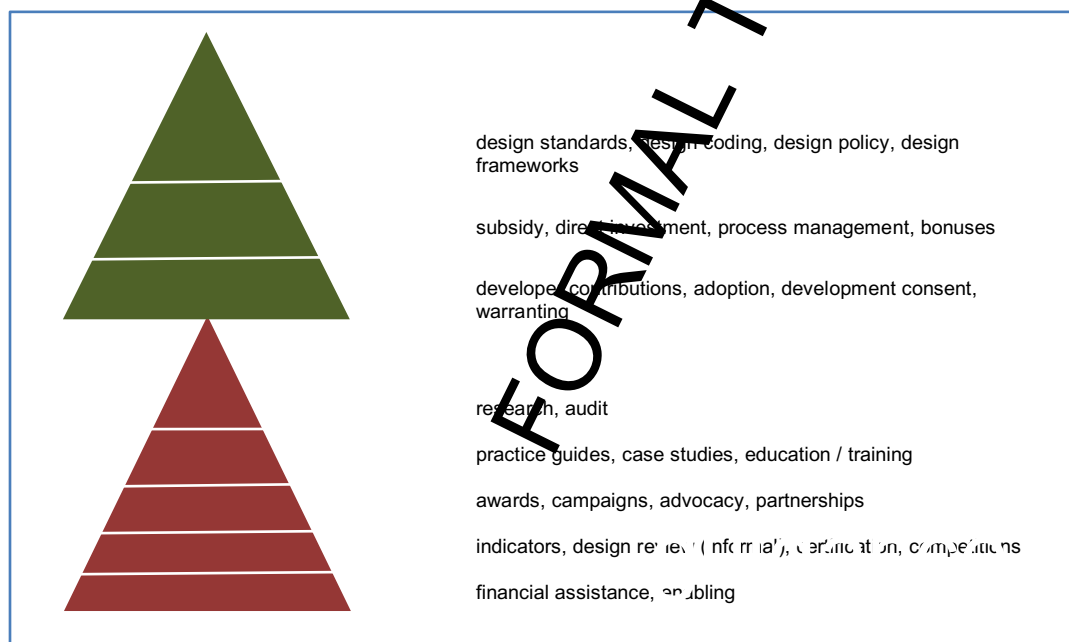 FORMAL T
design standards, design coding, design policy, design
frameworks
subsidy, direct investment, process management, bonuses
developer contributions, adoption, development consent,
warranting
research, audit
practice guides, case studies, education / training
awards, campaigns, advocacy, partnerships
indicators, design review (informal), certification, competitions
financial assistance, enabling